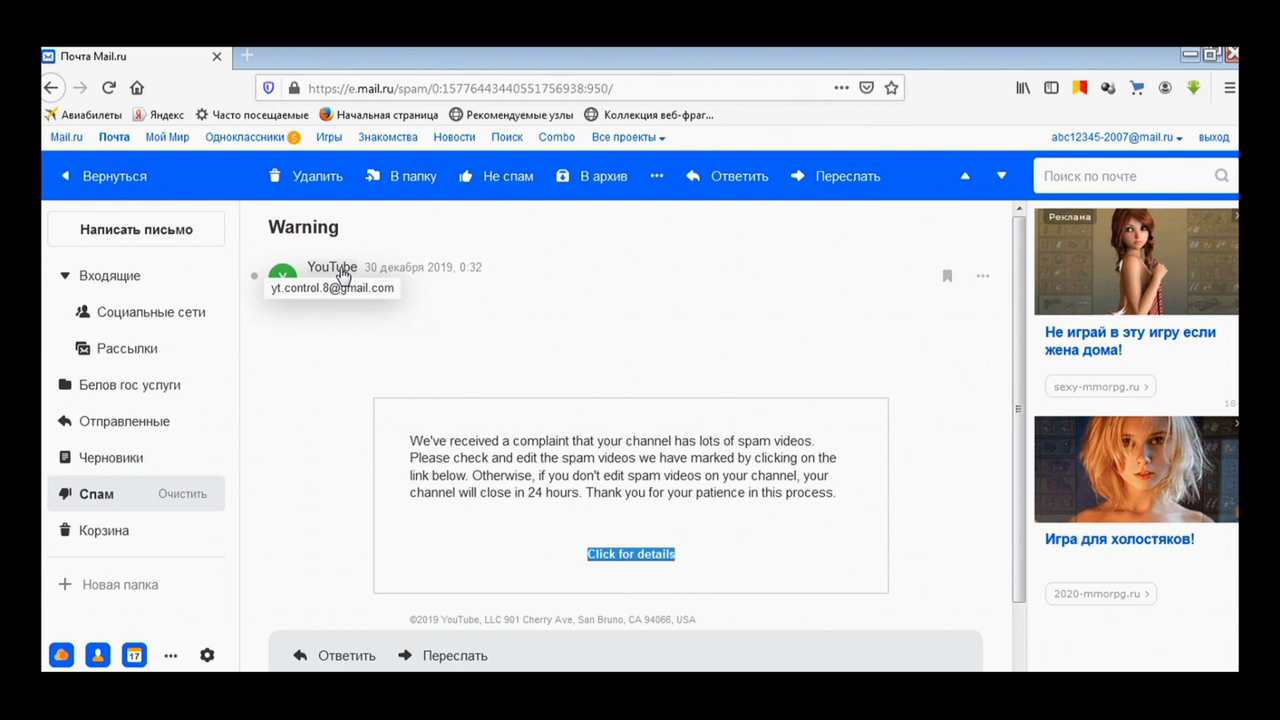 Почта Mail.ru
https://e.mail.ru/spam/0:15776443440551756938:950/
Авиабилеты
Яндекс
Часто посещаемые
Начальная страница
Рекомендуемые узлы
Коллекция веб-фраг...
Mail.ru
Почта
Мой Мир
Одноклассники 5
Игры
Знакомства
Новости
Поиск
Combo
Все проекты
abc12345-2007@mail.ru
выход
Вернуться
Удалить
В папку
Не спам
В архив
Ответить
Переслать
Поиск по почте
Написать письмо
Входящие
Социальные сети
Рассылки
Белов гос услуги
Отправленные
Черновики
Спам
Очистить
Корзина
Новая папка
17
Warning
YouTube 30 декабря 2019, 0:32
yt.control.8@gmail.com
We've received a complaint that your channel has lots of spam videos.
Please check and edit the spam videos we have marked by clicking on the
link below. Otherwise, if you don't edit spam videos on your channel, your
channel will close in 24 hours. Thank you for your patience in this process.
Click for details
©2019 YouTube, LLC 901 Cherry Ave, San Bruno, CA 94066, USA
Ответить
Переслать
Реклама
Не играй в эту игру если
жена дома!
sexy-mmorpg.ru
18
Игра для холостяков!
2020-mmorpg.ru